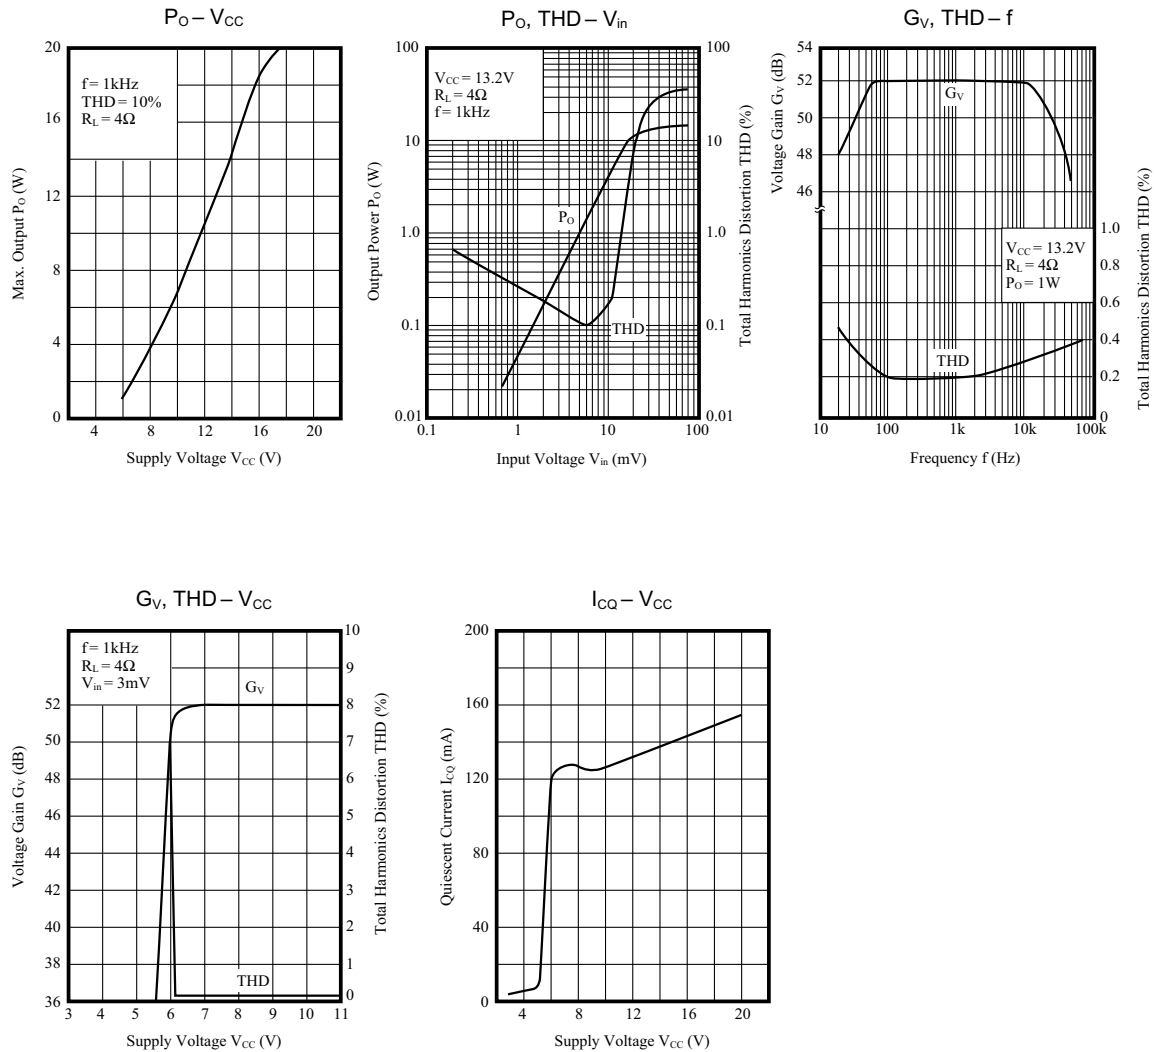 PO – VCC
20
16
12
8
4
0
4 8 12 16 20
Max. Output PO (W)
Supply Voltage VCC (V)
f = 1kHz
THD = 10%
RL = 4Ω
PO, THD – Vin
100
10
1.0
0.1
0.01
0.1 1 10 100
100
10
1.0
0.1
0.01
Output Power PO (W)
Total Harmonics Distortion THD (%)
Input Voltage Vin (mV)
VCC = 13.2V
RL = 4Ω
f = 1kHz
PO
THD
GV, THD – f
54
52
50
48
46
1.0
0.8
0.6
0.4
0.2
0
10 100 1k 10k 100k
Voltage Gain GV (dB)
Total Harmonics Distortion THD (%)
Frequency f (Hz)
GV
VCC = 13.2V
RL = 4Ω
PO = 1W
THD
GV, THD – VCC
52
50
48
46
44
42
40
38
36
10
9
8
7
6
5
4
3
2
1
0
3 4 5 6 7 8 9 10 11
Voltage Gain GV (dB)
Total Harmonics Distortion THD (%)
Supply Voltage VCC (V)
f = 1kHz
RL = 4Ω
Vin = 3mV
GV
THD
ICQ – VCC
200
160
120
80
40
0
4 8 12 16 20
Quiescent Current ICQ (mA)
Supply Voltage VCC (V)